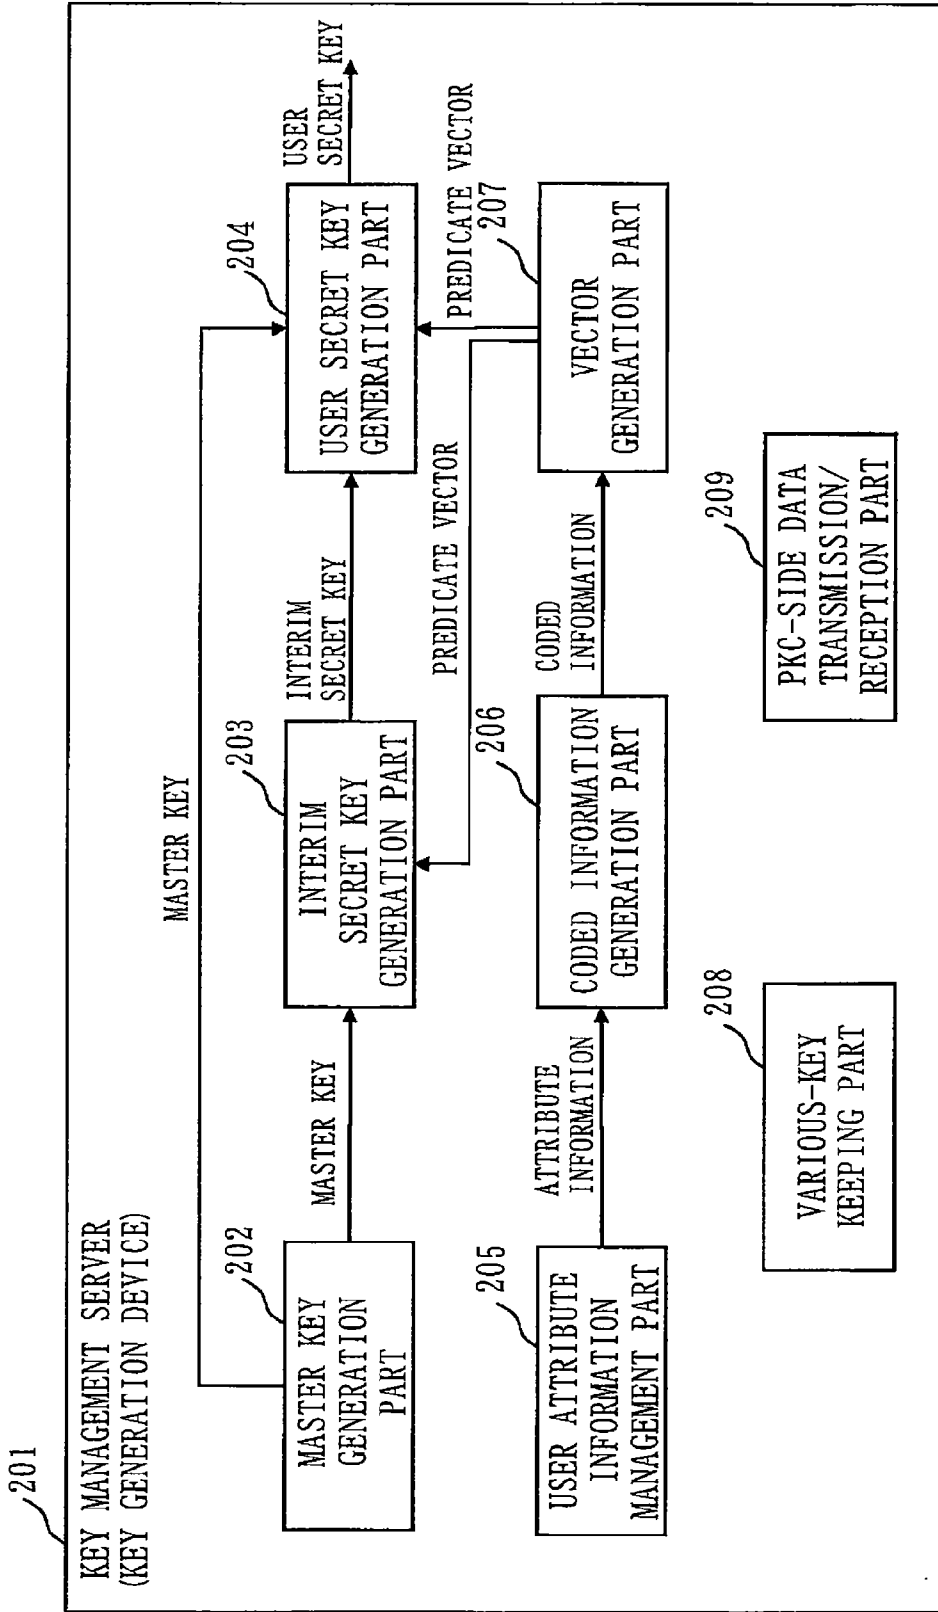 201
KEY MANAGEMENT SERVER
(KEY GENERATION DEVICE)
MASTER KEY
202
MASTER KEY
GENERATION
PART
MASTER KEY
203
INTERIM
SECRET KEY
GENERATION PART
INTERIM
SECRET KEY
204
USER SECRET KEY
GENERATION PART
USER
SECRET KEY
PREDICATE VECTOR
PREDICATE VECTOR
205
USER ATTRIBUTE
INFORMATION
MANAGEMENT PART
ATTRIBUTE
INFORMATION
206
CODED INFORMATION
GENERATION PART
CODED
INFORMATION
207
VECTOR
GENERATION PART
208
VARIOUS-KEY
KEEPING PART
209
PKC-SIDE DATA
TRANSMISSION/
RECEPTION PART